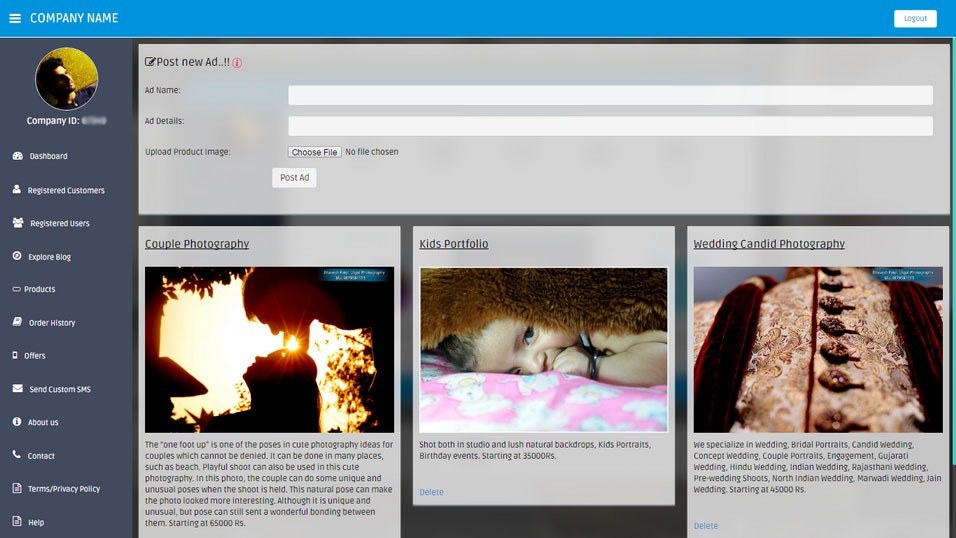 COMPANY NAME
Logout
Company ID:
Dashboard
Registered Customers
Registered Users
Explore Blog
Products
Order History
Offers
Send Custom SMS
About us
Contact
Terms/Privacy Policy
Help
Post new Ad..!!
Ad Name:
Ad Details:
Upload Product Image:
Choose File No file chosen
Post Ad
Couple Photography
The "one foot up" is one of the poses in cute photography ideas for
couples which cannot be denied. It can be done in many places,
such as beach. Playful shoot can also be used in this cute
photography. In this photo, the couple can do some unique and
unusual poses when the shoot is held. This natural pose can make
the photo looked more interesting. Although it is unique and
unusual, but pose can still sent a wonderful bonding between
them. Starting at 65000 Rs.
Kids Portfolio
Shot both in studio and lush natural backdrops, Kids Portraits,
Birthday events. Starting at 35000Rs.
Delete
Wedding Candid Photography
We specialize in Wedding, Bridal Portraits, Candid Wedding,
Concept Wedding, Couple Portraits, Engagement, Gujarati
Wedding, Hindu Wedding, Indian Wedding, Rajasthani Wedding,
Pre-wedding Shoots, North Indian Wedding, Marwadi Wedding, Jain
Wedding. Starting at 45000 Rs.
Delete